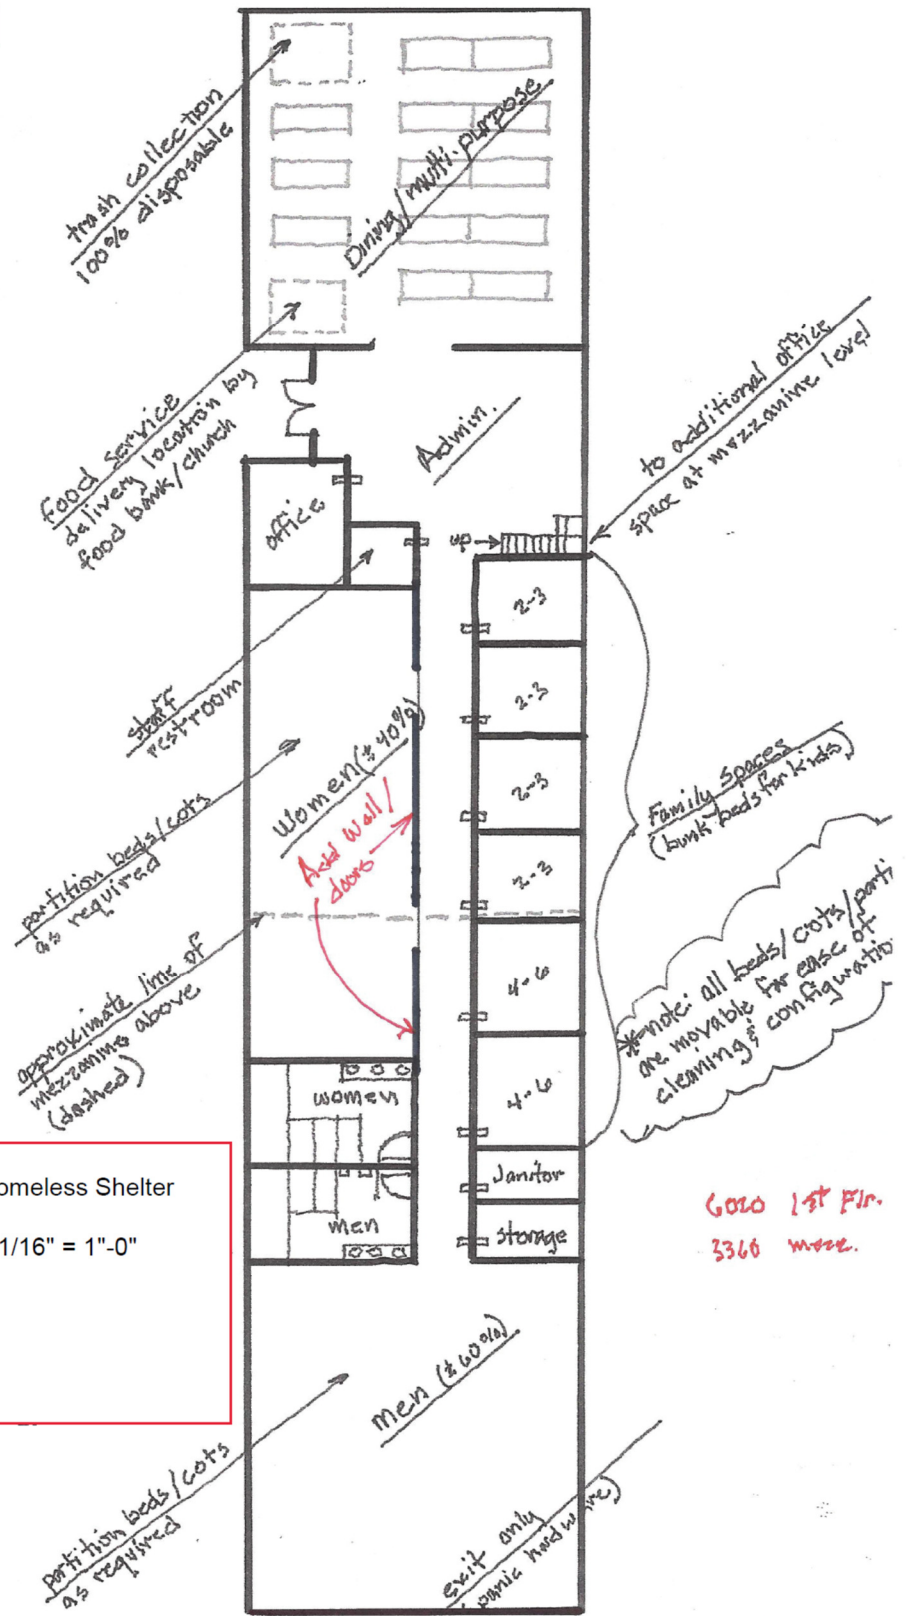 trash collection
100% disposable
Dining/multi-purpose
food service
delivery location by
food bank/church
Admin.
to additional office
space at mezzanine level
office
up
staff
restroom
2-3
2-3
2-3
2-3
4-6
4-6
Women (± 40%)
Add wall/
doors
partition beds/cots
as required
Family spaces
(bunk beds for kids)
approximate line of
mezzanine above
(dashed)
*note: all beds/cots/parti
are movable for ease of
cleaning & configuratio
women
men
Janitor
storage
omeless Shelter
1/16" = 1"-0"
6020 1st Flr.
3360 mezz.
men (± 60%)
partition beds/cots
as required
exit only
panic hardware)